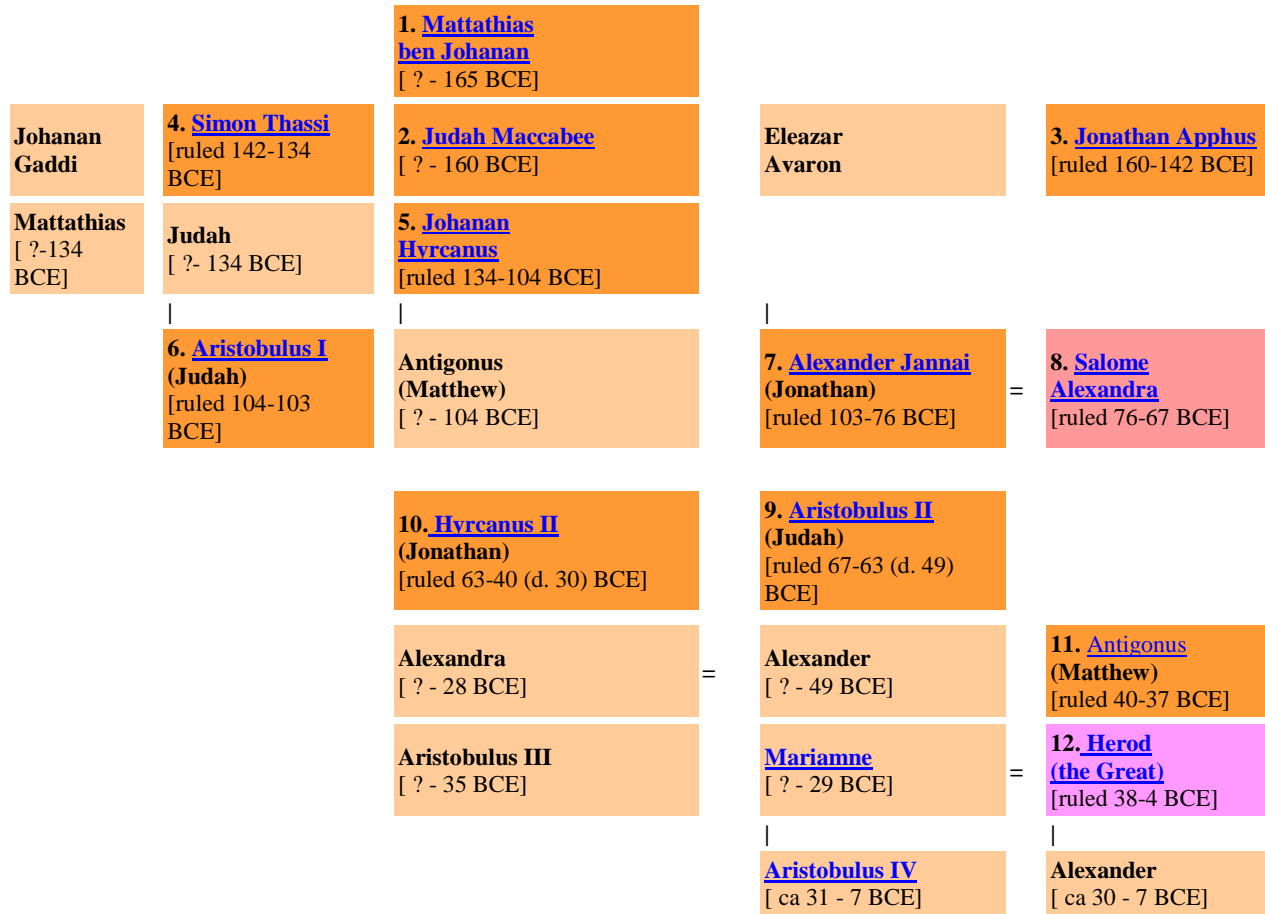 1. Mattathias
ben Johanan
[ ? - 165 BCE]
Johanan
Gaddi
4. Simon Thassi
[ruled 142-134
BCE]
2. Judah Maccabee
[ ? - 160 BCE]
Eleazar
Avaron
3. Jonathan Apphus
[ruled 160-142 BCE]
Mattathias
[ ?-134
BCE]
Judah
[ ?- 134 BCE]
5. Johanan
Hyrcanus
[ruled 134-104 BCE]
| | |
6. Aristobulus I
(Judah)
[ruled 104-103
BCE]
Antigonus
(Matthew)
[ ? - 104 BCE]
7. Alexander Jannai
(Jonathan)
[ruled 103-76 BCE]
=
8. Salome
Alexandra
[ruled 76-67 BCE]
10. Hyrcanus II
(Jonathan)
[ruled 63-40 (d. 30) BCE]
9. Aristobulus II
(Judah)
[ruled 67-63 (d. 49)
BCE]
Alexandra
[ ? - 28 BCE]
=
Alexander
[ ? - 49 BCE]
11. Antigonus
(Matthew)
[ruled 40-37 BCE]
Aristobulus III
[ ? - 35 BCE]
Mariamne
[ ? - 29 BCE]
=
12. Herod
(the Great)
[ruled 38-4 BCE]
| |
Aristobulus IV
[ ca 31 - 7 BCE]
Alexander
[ ca 30 - 7 BCE]